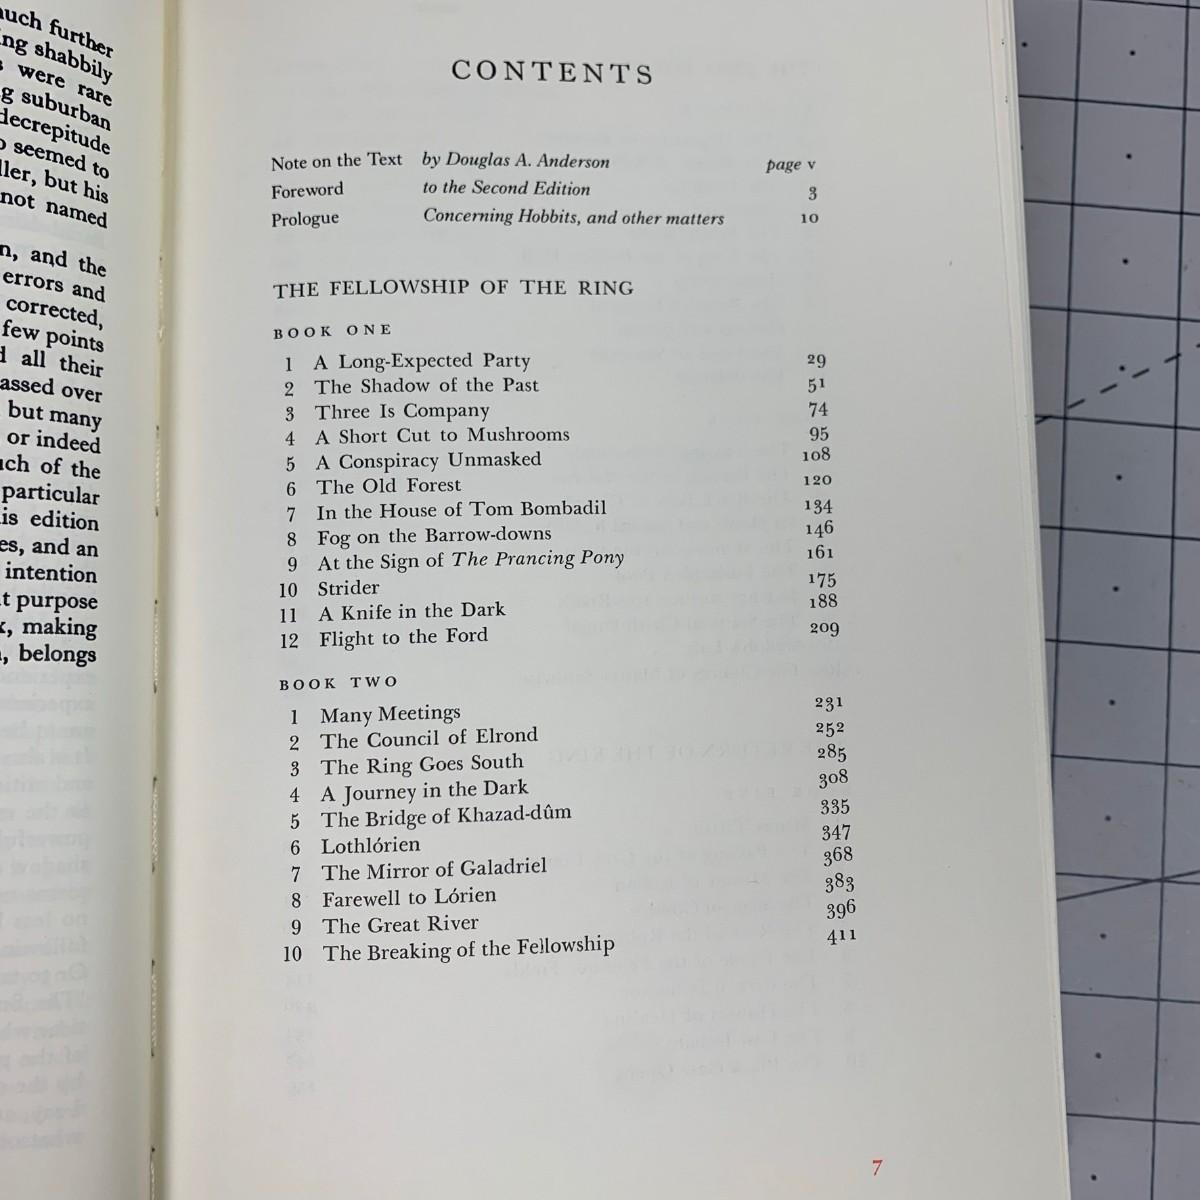 uch further
ng shabbily
were rare
g suburban
decrepitude
seemed to
ller, but his
not named
n, and the
errors and
corrected,
few points
all their
assed over
but many
or indeed
uch of the
particular
is edition
es, and an
intention
t purpose
making
belongs
CONTENTS
Note on the Text by Douglas A. Anderson page v
Foreword to the Second Edition 3
Prologue Concerning Hobbits, and other matters 10
THE FELLOWSHIP OF THE RING
BOOK ONE
1 A Long-Expected Party 29
2 The Shadow of the Past 51
3 Three Is Company 74
4 A Short Cut to Mushrooms 95
5 A Conspiracy Unmasked 108
6 The Old Forest 120
7 In the House of Tom Bombadil 134
8 Fog on the Barrow-downs 146
9 At the Sign of The Prancing Pony 161
10 Strider 175
11 A Knife in the Dark 188
12 Flight to the Ford 209
BOOK TWO
1 Many Meetings 231
2 The Council of Elrond 252
3 The Ring Goes South 285
4 A Journey in the Dark 308
5 The Bridge of Khazad-dûm 335
6 Lothlórien 347
7 The Mirror of Galadriel 368
8 Farewell to Lórien 383
9 The Great River 396
10 The Breaking of the Fellowship 411
7